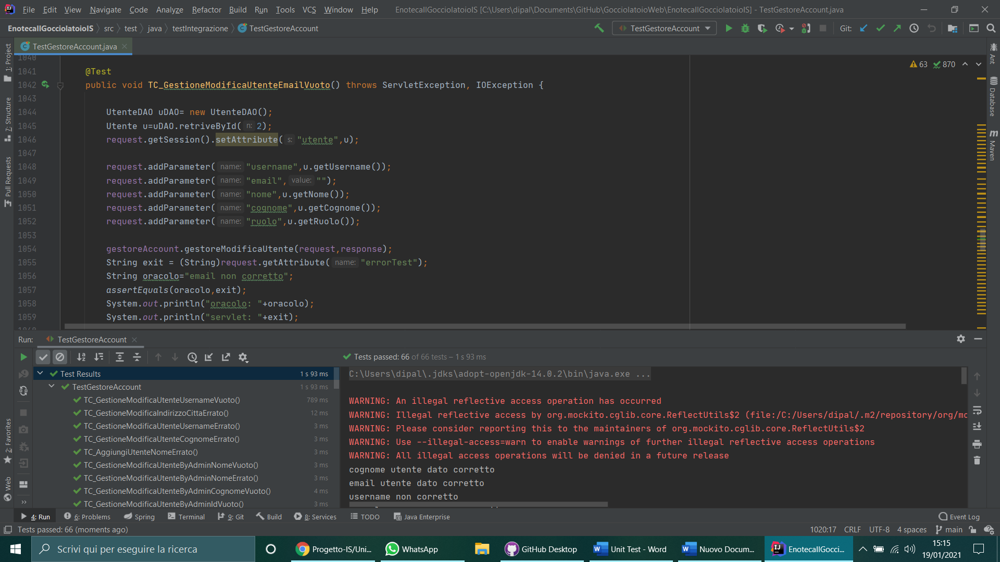 File Edit View Navigate Code Analyze Refactor Build Run Tools VCS Window Help EnotecaIlGocciolatoioIS [C:\Users\dipal\Documents\GitHub\GocciolatoioWeb\EnotecaIlGocciolatoioIS] - TestGestoreAccount.java
EnotecaIlGocciolatoioIS src test java testIntegrazione TestGestoreAccount TestGestoreAccount Git:
TestGestoreAccount.java
1: Project
7: Structure
Pull Requests
2: Favorites
Web
Ant
Database
Maven
63 870
1040
1041 @Test
1042 public void TC_GestioneModificaUtenteEmailVuoto() throws ServletException, IOException {
1043
1044 UtenteDAO uDAO= new UtenteDAO();
1045 Utente u=uDAO.retriveById( n: 2);
1046 request.getSession().setAttribute( s: "utente",u);
1047
1048 request.addParameter( name: "username",u.getUsername());
1049 request.addParameter( name: "email", value: "");
1050 request.addParameter( name: "nome",u.getNome());
1051 request.addParameter( name: "cognome",u.getCognome());
1052 request.addParameter( name: "ruolo",u.getRuolo());
1053
1054 gestoreAccount.gestoreModificaUtente(request,response);
1055 String exit = (String)request.getAttribute( name: "errorTest");
1056 String oracolo="email non corretto";
1057 assertEquals(oracolo,exit);
1058 System.out.println("oracolo: "+oracolo);
1059 System.out.println("servlet: "+exit);
Run: TestGestoreAccount
Tests passed: 66 of 66 tests – 1 s 93 ms
Test Results 1 s 93 ms
TestGestoreAccount 1 s 93 ms
TC_GestioneModificaUtenteUsernameVuoto() 789 ms
TC_GestioneModificaIndirizzoCittaErrato() 12 ms
TC_GestioneModificaUtenteUsernameErrato() 3 ms
TC_GestioneModificaUtenteCognomeErrato() 3 ms
TC_AggiungiUtenteNomeErrato() 3 ms
TC_GestioneModificaUtenteByAdminNomeVuoto() 3 ms
TC_GestioneModificaUtenteByAdminNomeErrato() 3 ms
TC_GestioneModificaUtenteByAdminCognomeVuoto() 4 ms
TC_GestioneModificaUtenteByAdminIdVuoto() 3 ms
C:\Users\dipal\.jdks\adopt-openjdk-14.0.2\bin\java.exe ...
WARNING: An illegal reflective access operation has occurred
WARNING: Illegal reflective access by org.mockito.cglib.core.ReflectUtils$2 (file:/C:/Users/dipal/.m2/repository/org/mo
WARNING: Please consider reporting this to the maintainers of org.mockito.cglib.core.ReflectUtils$2
WARNING: Use --illegal-access=warn to enable warnings of further illegal reflective access operations
WARNING: All illegal access operations will be denied in a future release
cognome utente dato corretto
email utente dato corretto
username non corretto
4: Run 6: Problems Spring Terminal 9: Git Build 8: Services TODO Java Enterprise Event Log
Tests passed: 66 (moments ago) 1020:17 CRLF UTF-8 4 spaces main
Scrivi qui per eseguire la ricerca Progetto-IS/Uni... WhatsApp GitHub Desktop Unit Test - Word Nuovo Docum... EnotecaIlGocci... 15:15
19/01/2021